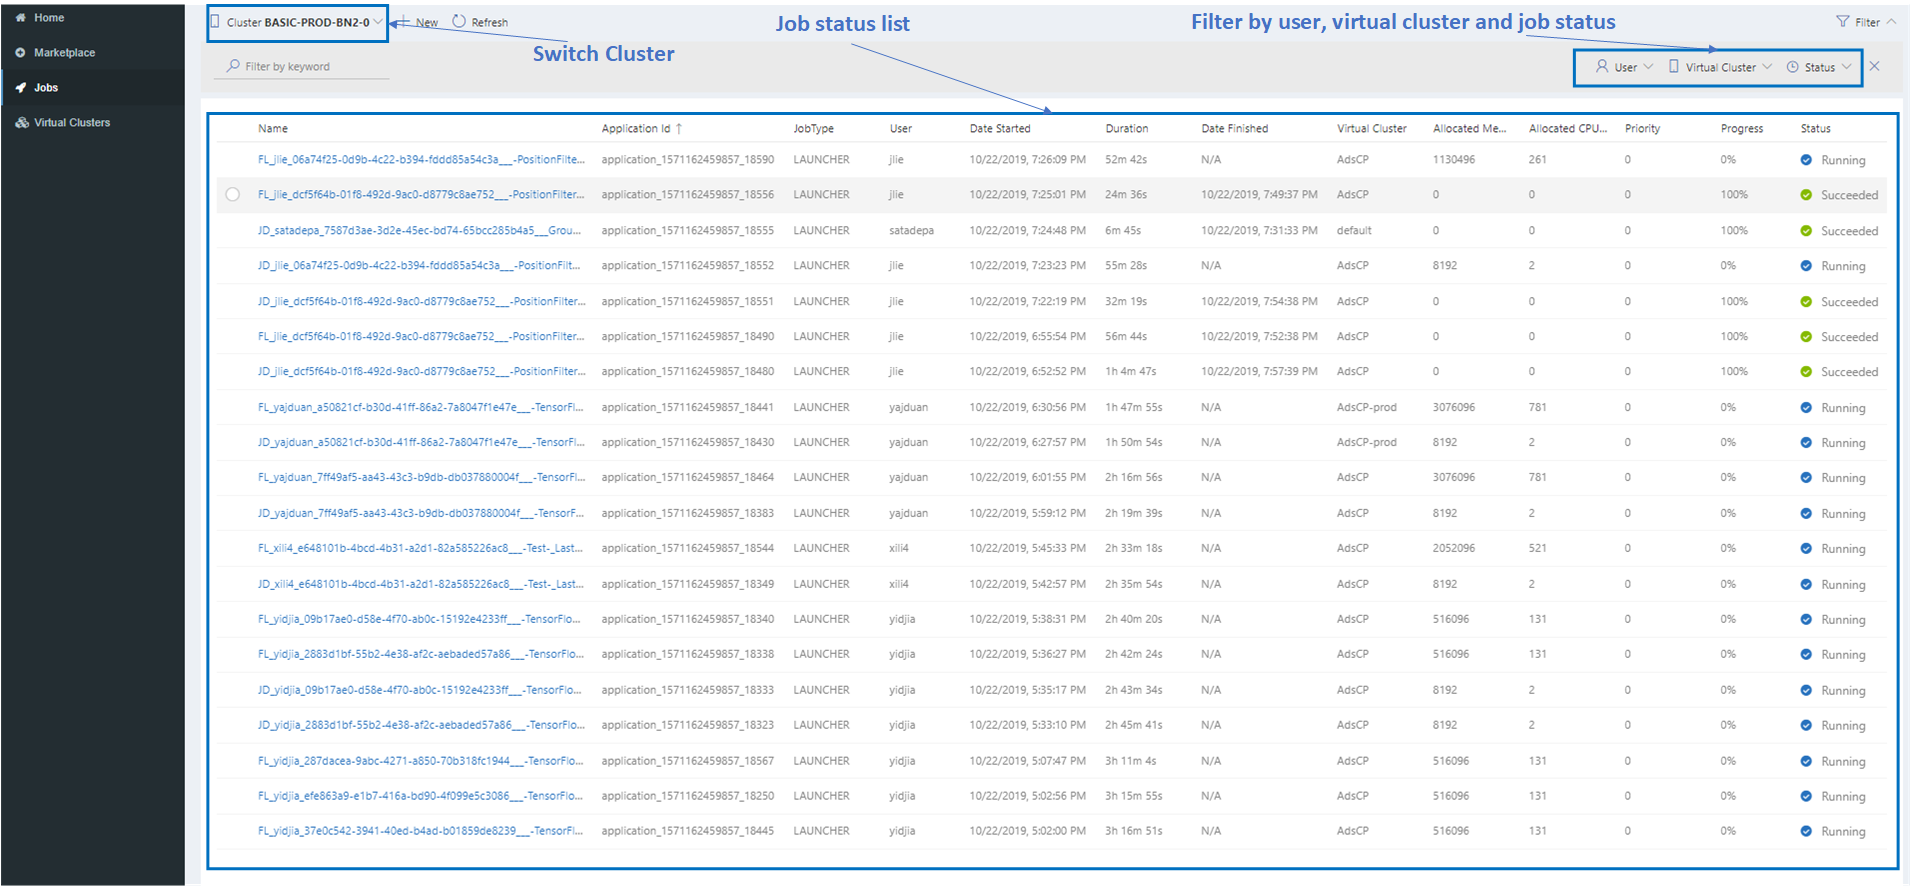 Home
Marketplace
Jobs
Virtual Clusters
Cluster BASIC-PROD-BN2-0 New Refresh
Job status list
Filter by user, virtual cluster and job status
Filter
Switch Cluster
Filter by keyword
User Virtual Cluster Status
Name Application Id ↑ JobType User Date Started Duration Date Finished Virtual Cluster Allocated Me... Allocated CPU... Priority Progress Status
FL_jlie_06a74f25-0d9b-4c22-b394-fddd85a54c3a___-PositionFilte... application_1571162459857_18590 LAUNCHER jlie 10/22/2019, 7:26:09 PM 52m 42s N/A AdsCP 1130496 261 0 0% Running
FL_jlie_dcf5f64b-01f8-492d-9ac0-d8779c8ae752___-PositionFilter... application_1571162459857_18556 LAUNCHER jlie 10/22/2019, 7:25:01 PM 24m 36s 10/22/2019, 7:49:37 PM AdsCP 0 0 0 100% Succeeded
JD_satadepa_7587d3ae-3d2e-45ec-bd74-65bcc285b4a5___Grou... application_1571162459857_18555 LAUNCHER satadepa 10/22/2019, 7:24:48 PM 6m 45s 10/22/2019, 7:31:33 PM default 0 0 0 100% Succeeded
JD_jlie_06a74f25-0d9b-4c22-b394-fddd85a54c3a___-PositionFilt... application_1571162459857_18552 LAUNCHER jlie 10/22/2019, 7:23:23 PM 55m 28s N/A AdsCP 8192 2 0 0% Running
JD_jlie_dcf5f64b-01f8-492d-9ac0-d8779c8ae752___-PositionFilter... application_1571162459857_18551 LAUNCHER jlie 10/22/2019, 7:22:19 PM 32m 19s 10/22/2019, 7:54:38 PM AdsCP 0 0 0 100% Succeeded
FL_jlie_dcf5f64b-01f8-492d-9ac0-d8779c8ae752___-PositionFilter... application_1571162459857_18490 LAUNCHER jlie 10/22/2019, 6:55:54 PM 56m 44s 10/22/2019, 7:52:38 PM AdsCP 0 0 0 100% Succeeded
JD_jlie_dcf5f64b-01f8-492d-9ac0-d8779c8ae752___-PositionFilter... application_1571162459857_18480 LAUNCHER jlie 10/22/2019, 6:52:52 PM 1h 4m 47s 10/22/2019, 7:57:39 PM AdsCP 0 0 0 100% Succeeded
FL_yajduan_a50821cf-b30d-41ff-86a2-7a8047f1e47e___-TensorFl... application_1571162459857_18441 LAUNCHER yajduan 10/22/2019, 6:30:56 PM 1h 47m 55s N/A AdsCP-prod 3076096 781 0 0% Running
JD_yajduan_a50821cf-b30d-41ff-86a2-7a8047f1e47e___-TensorF... application_1571162459857_18430 LAUNCHER yajduan 10/22/2019, 6:27:57 PM 1h 50m 54s N/A AdsCP-prod 8192 2 0 0% Running
FL_yajduan_7ff49af5-aa43-43c3-b9db-db037880004f___-TensorFl... application_1571162459857_18464 LAUNCHER yajduan 10/22/2019, 6:01:55 PM 2h 16m 56s N/A AdsCP 3076096 781 0 0% Running
JD_yajduan_7ff49af5-aa43-43c3-b9db-db037880004f___-TensorF... application_1571162459857_18383 LAUNCHER yajduan 10/22/2019, 5:59:12 PM 2h 19m 39s N/A AdsCP 8192 2 0 0% Running
FL_xili4_e648101b-4bcd-4b31-a2d1-82a585226ac8___-Test-_Last... application_1571162459857_18544 LAUNCHER xili4 10/22/2019, 5:45:33 PM 2h 33m 18s N/A AdsCP 2052096 521 0 0% Running
JD_xili4_e648101b-4bcd-4b31-a2d1-82a585226ac8___-Test-_Last... application_1571162459857_18349 LAUNCHER xili4 10/22/2019, 5:42:57 PM 2h 35m 54s N/A AdsCP 8192 2 0 0% Running
FL_yidjia_09b17ae0-d58e-4f70-ab0c-15192e4233ff___-TensorFlo... application_1571162459857_18340 LAUNCHER yidjia 10/22/2019, 5:38:31 PM 2h 40m 20s N/A AdsCP 516096 131 0 0% Running
FL_yidjia_2883d1bf-55b2-4e38-af2c-aebaded57a86___-TensorFlo... application_1571162459857_18338 LAUNCHER yidjia 10/22/2019, 5:36:27 PM 2h 42m 24s N/A AdsCP 516096 131 0 0% Running
JD_yidjia_09b17ae0-d58e-4f70-ab0c-15192e4233ff___-TensorFlo... application_1571162459857_18333 LAUNCHER yidjia 10/22/2019, 5:35:17 PM 2h 43m 34s N/A AdsCP 8192 2 0 0% Running
JD_yidjia_2883d1bf-55b2-4e38-af2c-aebaded57a86___-TensorFlo... application_1571162459857_18323 LAUNCHER yidjia 10/22/2019, 5:33:10 PM 2h 45m 41s N/A AdsCP 8192 2 0 0% Running
FL_yidjia_287dacea-9abc-4271-a850-70b318fc1944___-TensorFlo... application_1571162459857_18567 LAUNCHER yidjia 10/22/2019, 5:07:47 PM 3h 11m 4s N/A AdsCP 516096 131 0 0% Running
FL_yidjia_efe863a9-e1b7-416a-bd90-4f099e5c3086___-TensorFlo... application_1571162459857_18250 LAUNCHER yidjia 10/22/2019, 5:02:56 PM 3h 15m 55s N/A AdsCP 516096 131 0 0% Running
FL_yidjia_37e0c542-3941-40ed-b4ad-b01859de8239___-TensorFl... application_1571162459857_18445 LAUNCHER yidjia 10/22/2019, 5:02:00 PM 3h 16m 51s N/A AdsCP 516096 131 0 0% Running